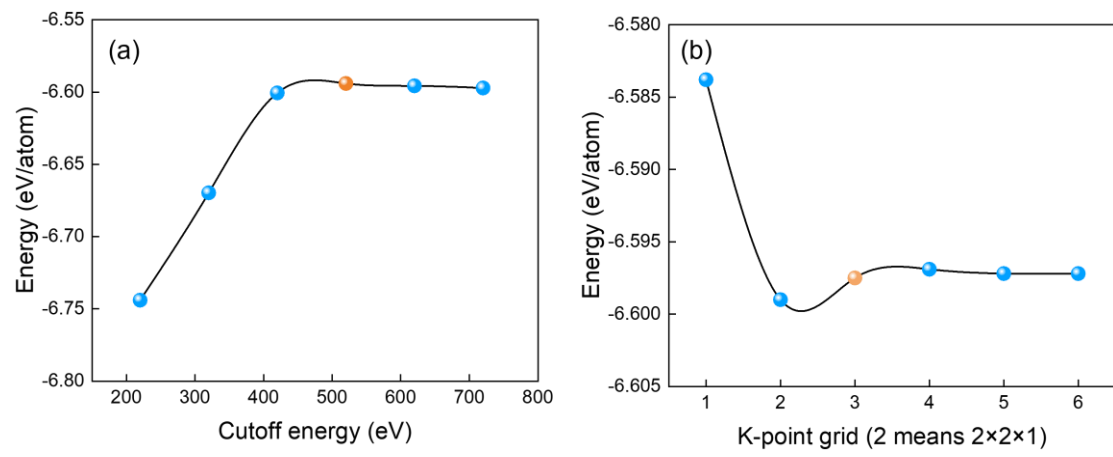 (a)
Energy (eV/atom)
-6.55
-6.60
-6.65
-6.70
-6.75
-6.80
200 300 400 500 600 700 800
Cutoff energy (eV)
(b)
Energy (eV/atom)
-6.580
-6.585
-6.590
-6.595
-6.600
-6.605
1 2 3 4 5 6
K-point grid (2 means 2×2×1)